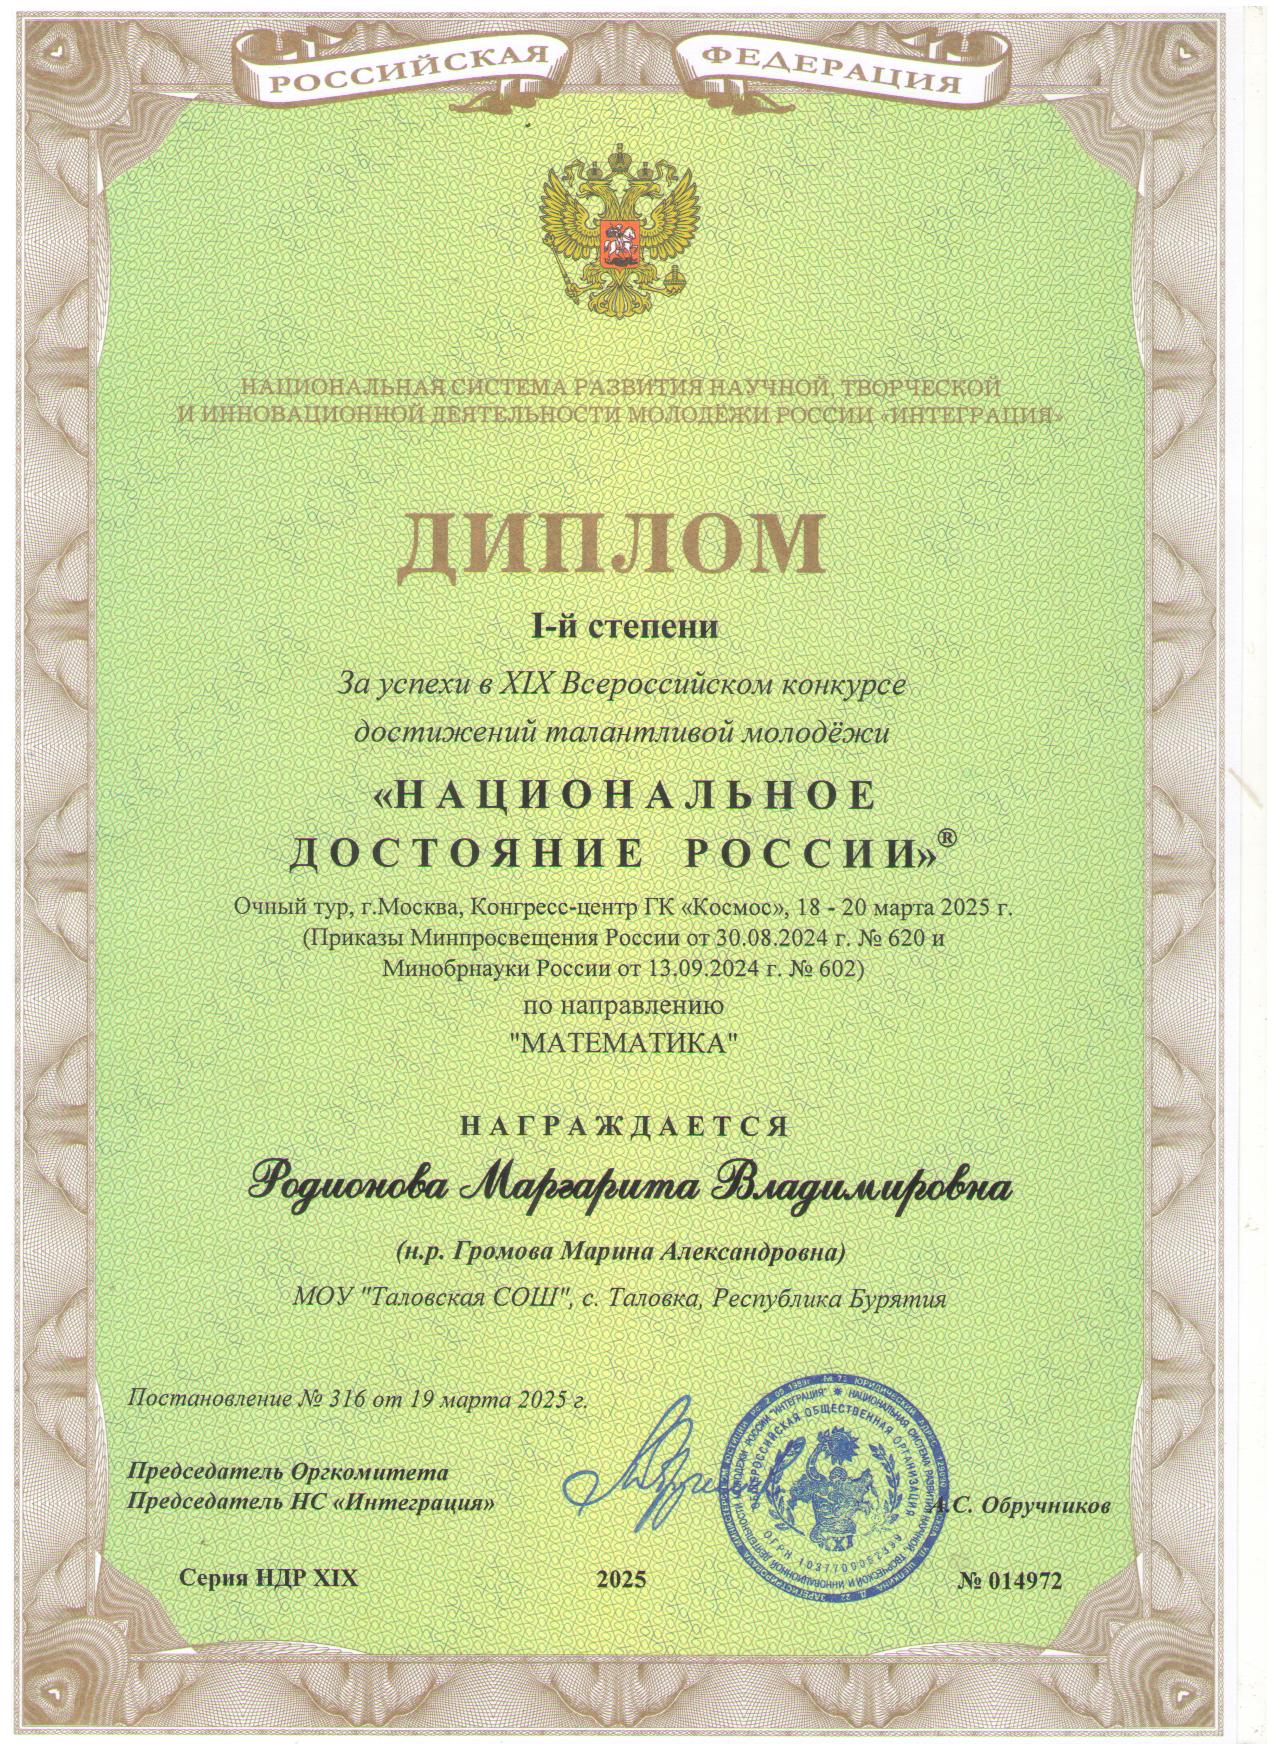 РОССИЙСКАЯ ФЕДЕРАЦИЯ
НАЦИОНАЛЬНАЯ СИСТЕМА РАЗВИТИЯ НАУЧНОЙ, ТВОРЧЕСКОЙ
И ИННОВАЦИОННОЙ ДЕЯТЕЛЬНОСТИ МОЛОДЁЖИ РОССИИ «ИНТЕГРАЦИЯ»
ДИПЛОМ
I-й степени
За успехи в XIX Всероссийском конкурсе
достижений талантливой молодёжи
«НАЦИОНАЛЬНОЕ
ДОСТОЯНИЕ РОССИИ»®
Очный тур, г.Москва, Конгресс-центр ГК «Космос», 18 - 20 марта 2025 г.
(Приказы Минпросвещения России от 30.08.2024 г. № 620 и
Минобрнауки России от 13.09.2024 г. № 602)
по направлению
"МАТЕМАТИКА"
НАГРАЖДАЕТСЯ
Родионова Маргарита Владимировна
(н.р. Громова Марина Александровна)
МОУ "Таловская СОШ", с. Таловка, Республика Бурятия
Постановление № 316 от 19 марта 2025 г.
Председатель Оргкомитета
Председатель НС «Интеграция»
А.С. Обручников
ОБЩЕРОССИЙСКАЯ ОБЩЕСТВЕННАЯ ОРГАНИЗАЦИЯ
Серия НДР XIX
2025
№ 014972